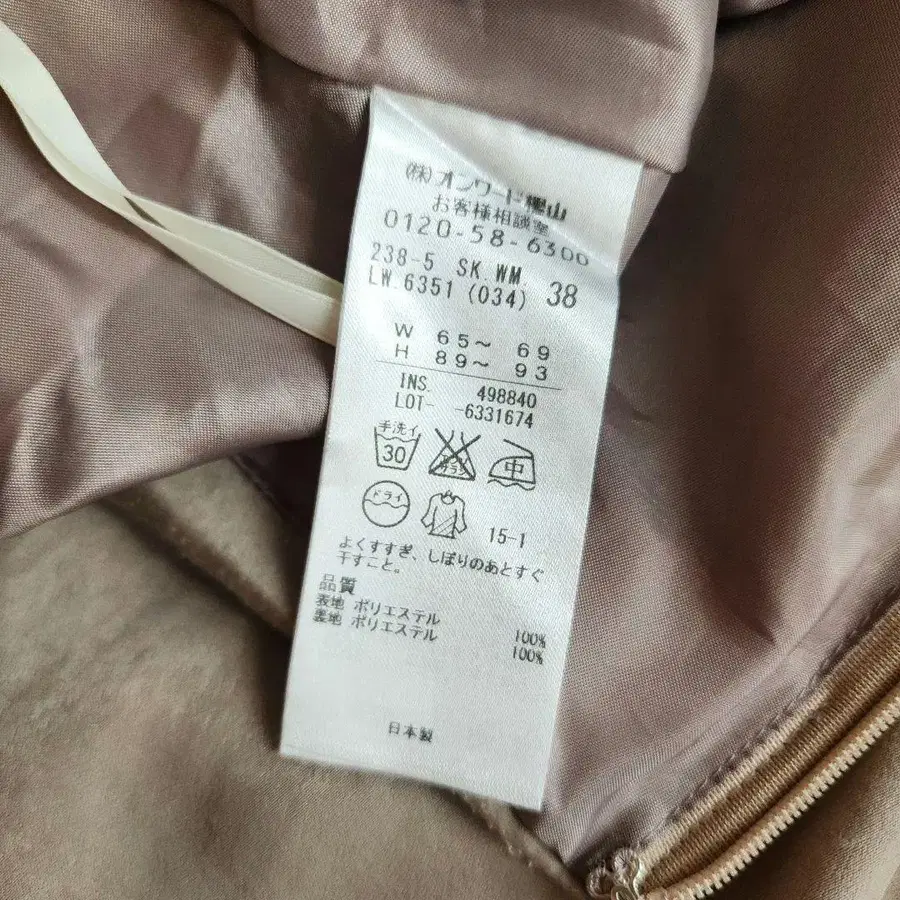 (株)オンワード樫山
お客様相談室
0120-58-6300
238-5 SK.WM.
LW.6351 (034) 38
W 65〜 69
H 89〜 93
INS. 498840
LOT- -6331674
手洗イ
30
中
ドライ
15-1
よくすすぎ、しぼりのあとすぐ
干すこと。
品質
表地 ポリエステル 100%
裏地 ポリエステル 100%
日本製